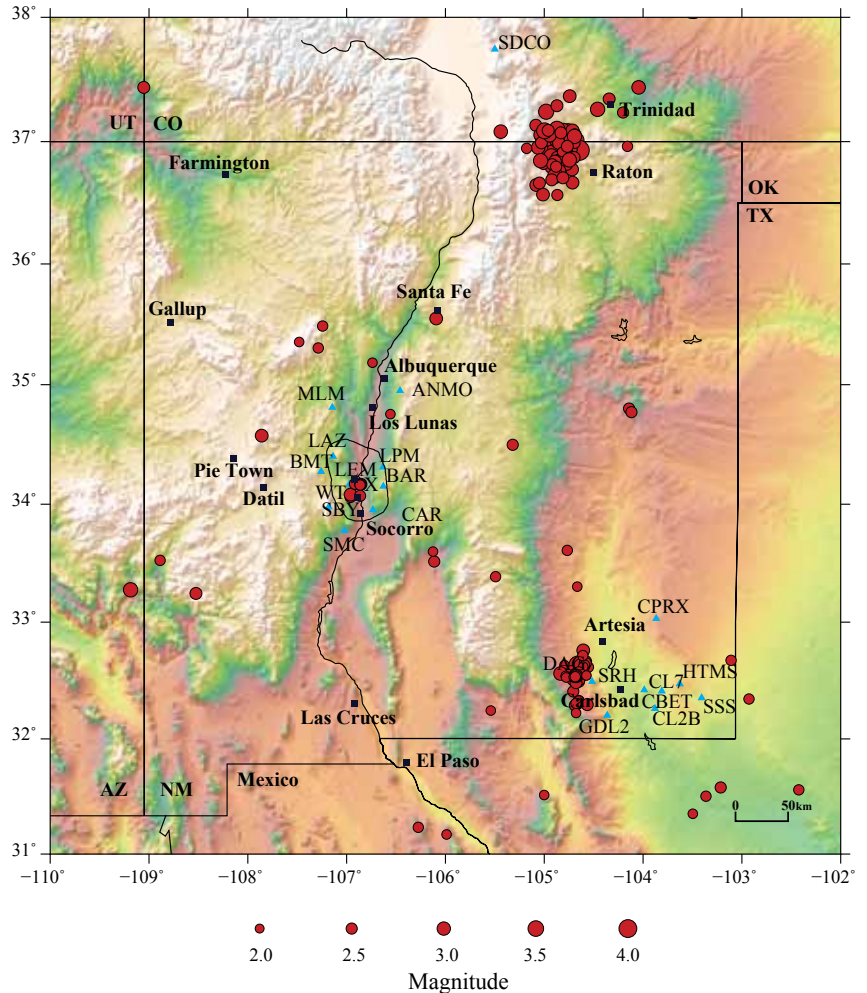 38°
SDCO
Trinidad
UT
CO
37°
Farmington
Raton
OK
TX
36°
Santa Fe
Gallup
35°
Albuquerque
ANMO
MLM
Los Lunas
LAZ
LPM
Pie Town
BMT
LEM
BAR
Datil
WT
X
34°
SBY
CAR
Socorro
SMC
33°
CPRX
Artesia
SRH
CL7
HTMS
Carlsbad
CBET
SSS
Las Cruces
GDL2
CL2B
32°
El Paso
AZ
NM
Mexico
0
50km
31°
−110 −109 −108 −107 −106 −105 −104 −103 −102
2.0 2.5 3.0 3.5 4.0
Magnitude